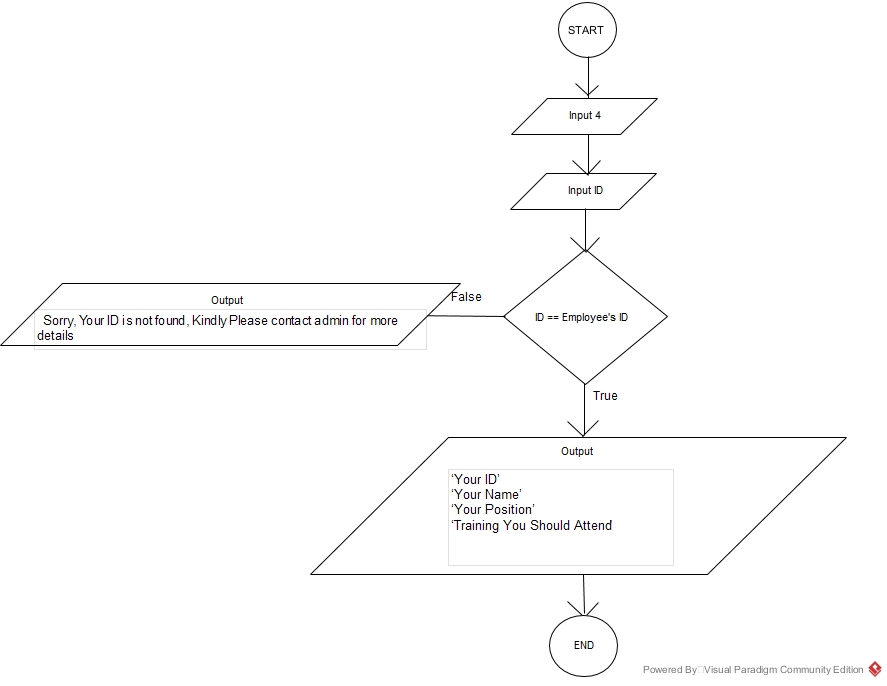 START
Input 4
Input ID
ID == Employee's ID
False
Output
Sorry, Your ID is not found, Kindly Please contact admin for more
details
True
Output
‘Your ID’
‘Your Name’
‘Your Position’
‘Training You Should Attend
END
Powered By Visual Paradigm Community Edition